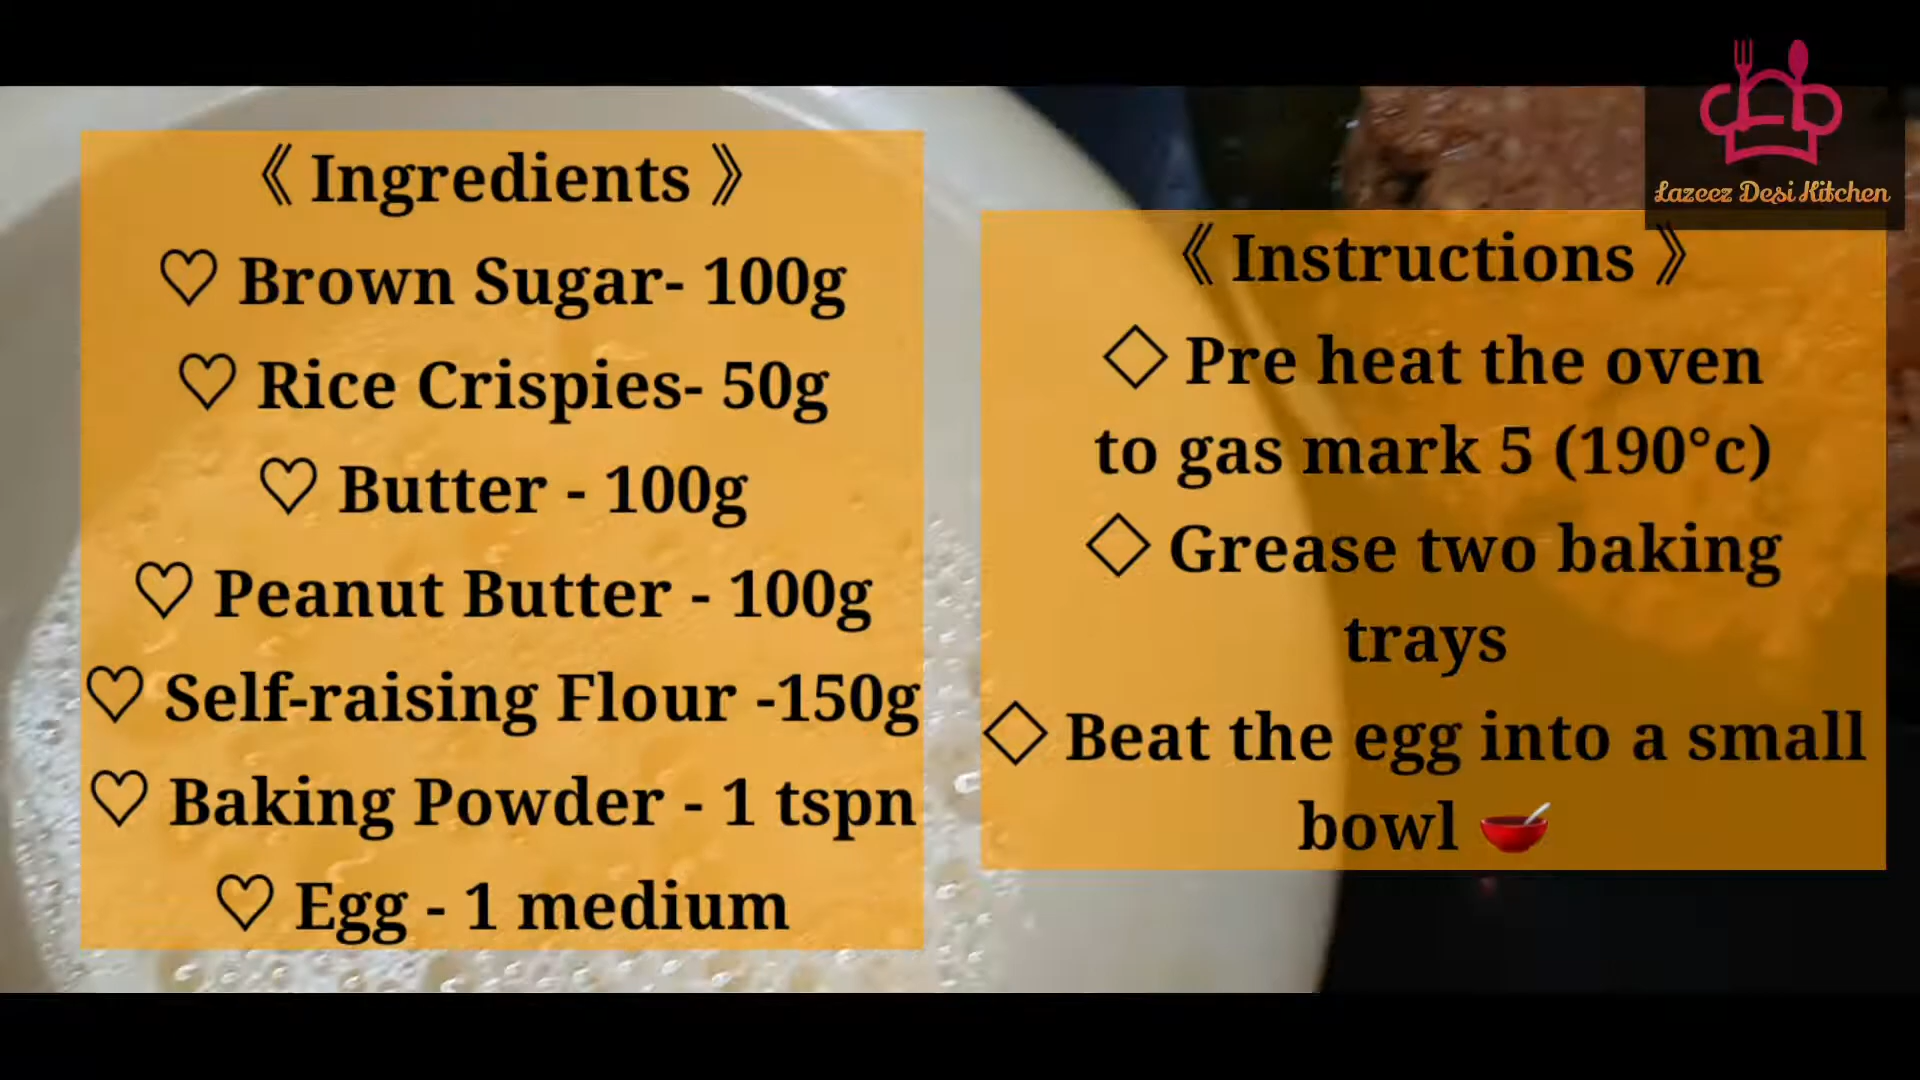 《 Ingredients 》
♡ Brown Sugar- 100g
♡ Rice Crispies- 50g
♡ Butter - 100g
♡ Peanut Butter - 100g
♡ Self-raising Flour -150g
♡ Baking Powder - 1 tspn
♡ Egg - 1 medium
Lazeez Desi Kitchen
《 Instructions 》
◇ Pre heat the oven
to gas mark 5 (190°c)
◇ Grease two baking
trays
◇ Beat the egg into a small
bowl 🥣